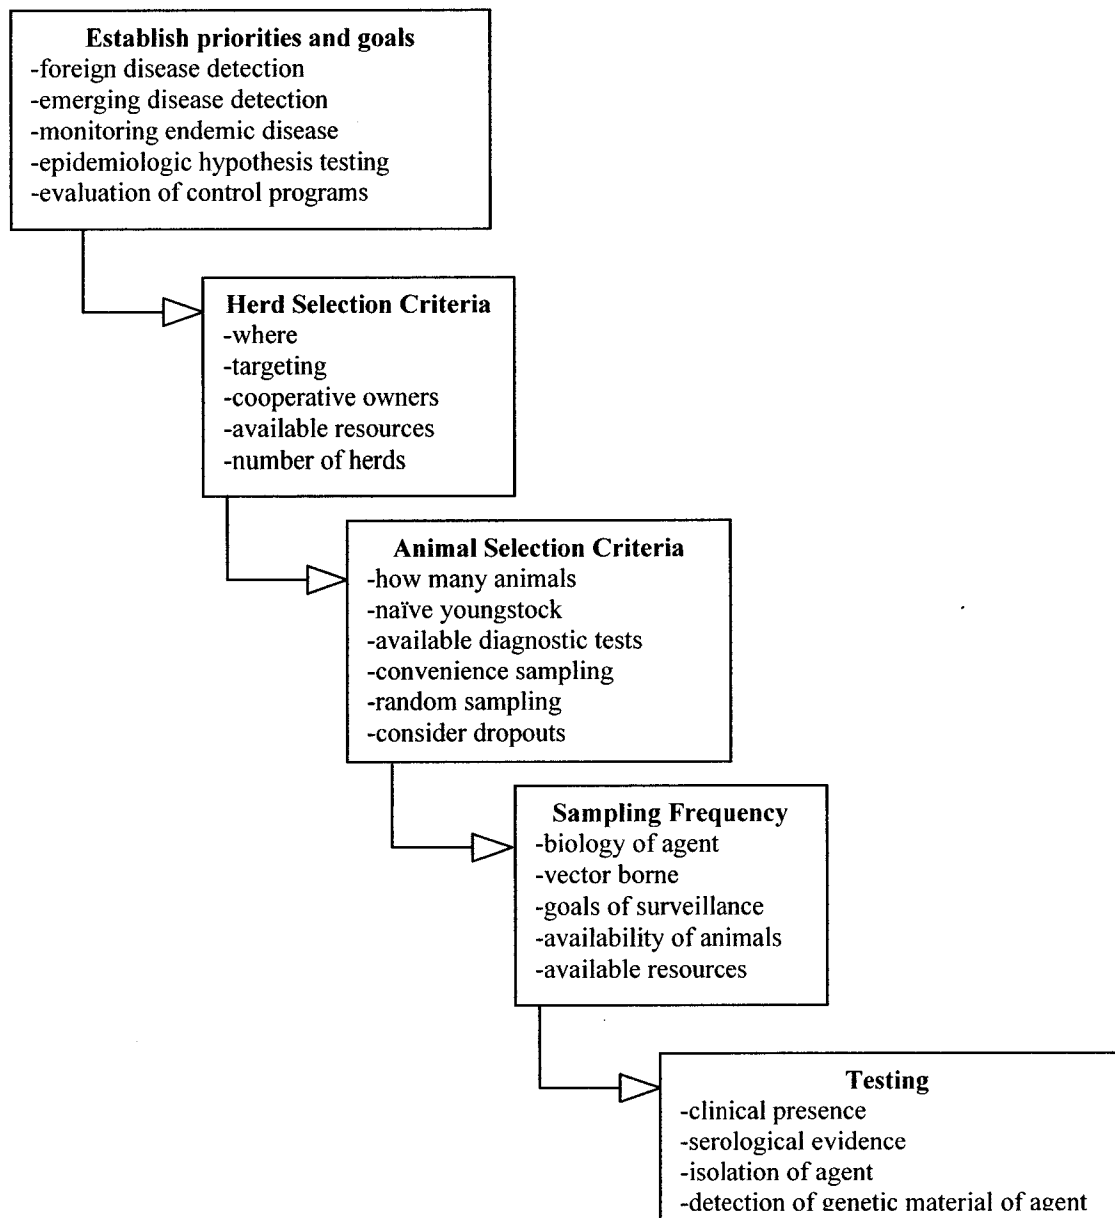 Establish priorities and goals
-foreign disease detection
-emerging disease detection
-monitoring endemic disease
-epidemiologic hypothesis testing
-evaluation of control programs
Herd Selection Criteria
-where
-targeting
-cooperative owners
-available resources
-number of herds
Animal Selection Criteria
-how many animals
-naïve youngstock
-available diagnostic tests
-convenience sampling
-random sampling
-consider dropouts
Sampling Frequency
-biology of agent
-vector borne
-goals of surveillance
-availability of animals
-available resources
Testing
-clinical presence
-serological evidence
-isolation of agent
-detection of genetic material of agent